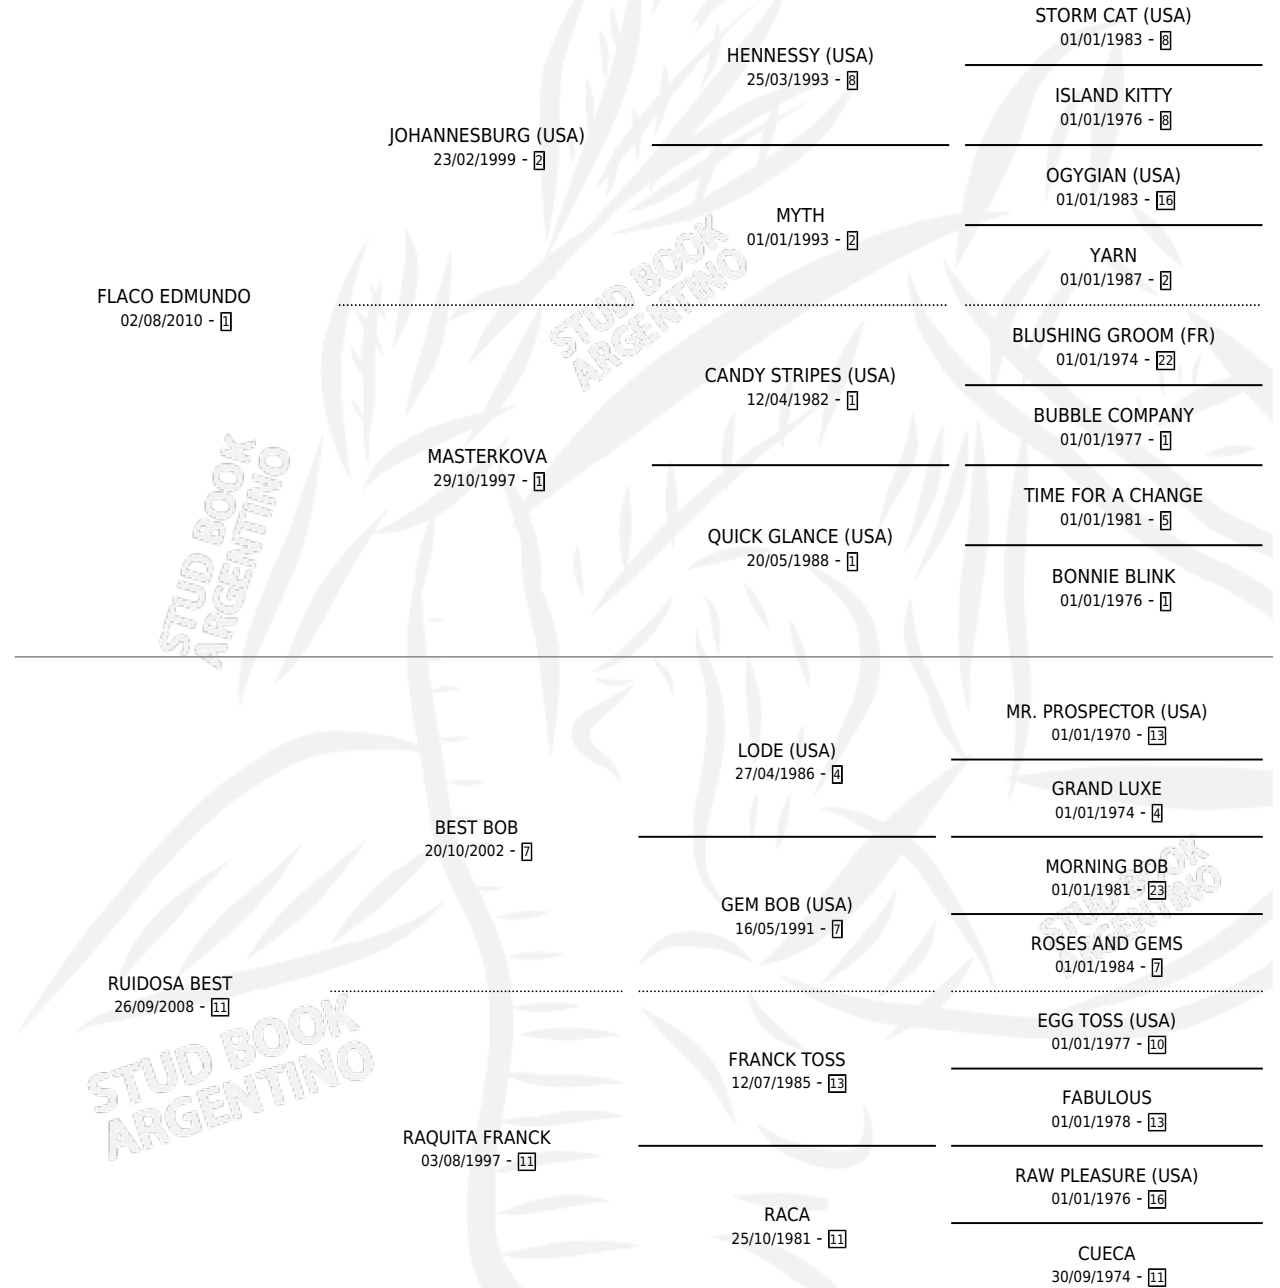 STORM CAT (USA)
01/01/1983 - 8
HENNESSY (USA)
25/03/1993 - 8
ISLAND KITTY
01/01/1976 - 8
JOHANNESBURG (USA)
23/02/1999 - 2
OGYGIAN (USA)
01/01/1983 - 16
MYTH
01/01/1993 - 2
YARN
01/01/1987 - 2
FLACO EDMUNDO
02/08/2010 - 1
BLUSHING GROOM (FR)
01/01/1974 - 22
CANDY STRIPES (USA)
12/04/1982 - 1
BUBBLE COMPANY
01/01/1977 - 1
MASTERKOVA
29/10/1997 - 1
TIME FOR A CHANGE
01/01/1981 - 5
QUICK GLANCE (USA)
20/05/1988 - 1
BONNIE BLINK
01/01/1976 - 1
STUD BOOK
ARGENTINO
STUD BOOK
ARGENTINO
MR. PROSPECTOR (USA)
01/01/1970 - 13
LODE (USA)
27/04/1986 - 4
GRAND LUXE
01/01/1974 - 4
BEST BOB
20/10/2002 - 7
MORNING BOB
01/01/1981 - 23
GEM BOB (USA)
16/05/1991 - 7
ROSES AND GEMS
01/01/1984 - 7
RUIDOSA BEST
26/09/2008 - 11
EGG TOSS (USA)
01/01/1977 - 10
FRANCK TOSS
12/07/1985 - 13
FABULOUS
01/01/1978 - 13
RAQUITA FRANCK
03/08/1997 - 11
RAW PLEASURE (USA)
01/01/1976 - 16
RACA
25/10/1981 - 11
CUECA
30/09/1974 - 11
STUD BOOK
ARGENTINO
STUD BOOK
ARGENTINO